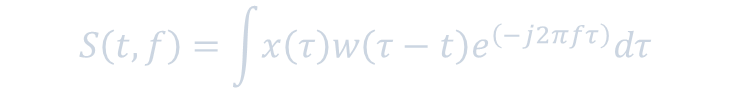 S(t, f) = ∫ x(τ)w(τ − t)e^(−j2πfτ) dτ